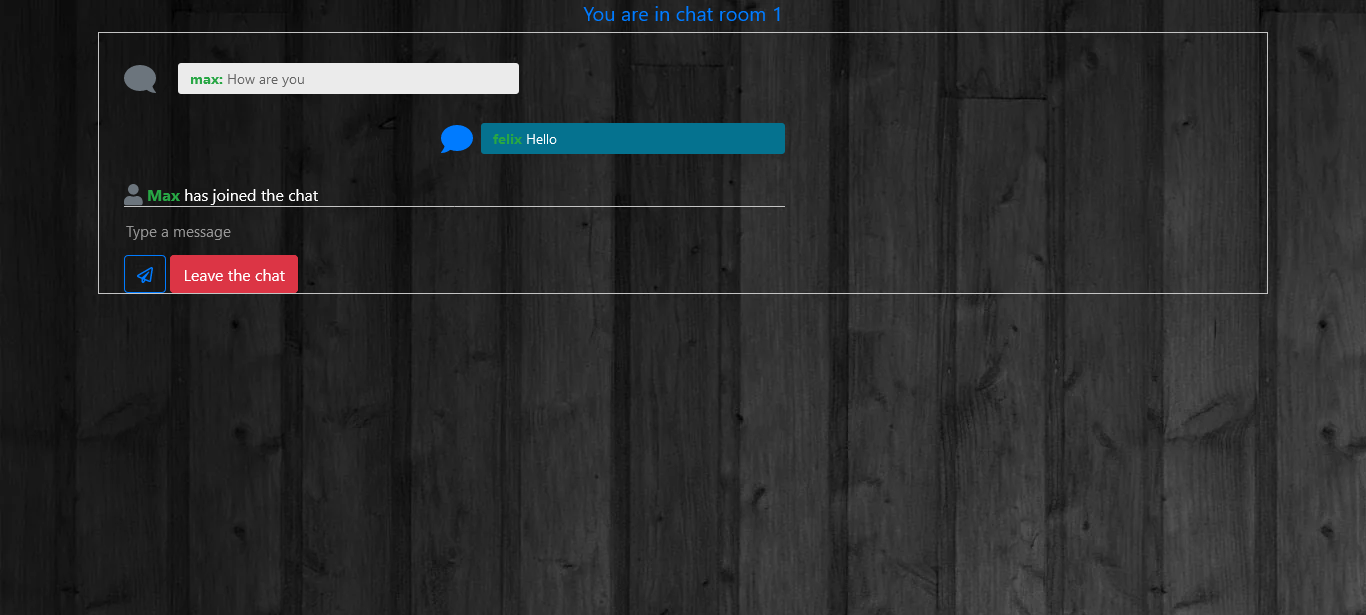 You are in chat room 1
max: How are you
felix Hello
Max has joined the chat
Type a message
Leave the chat